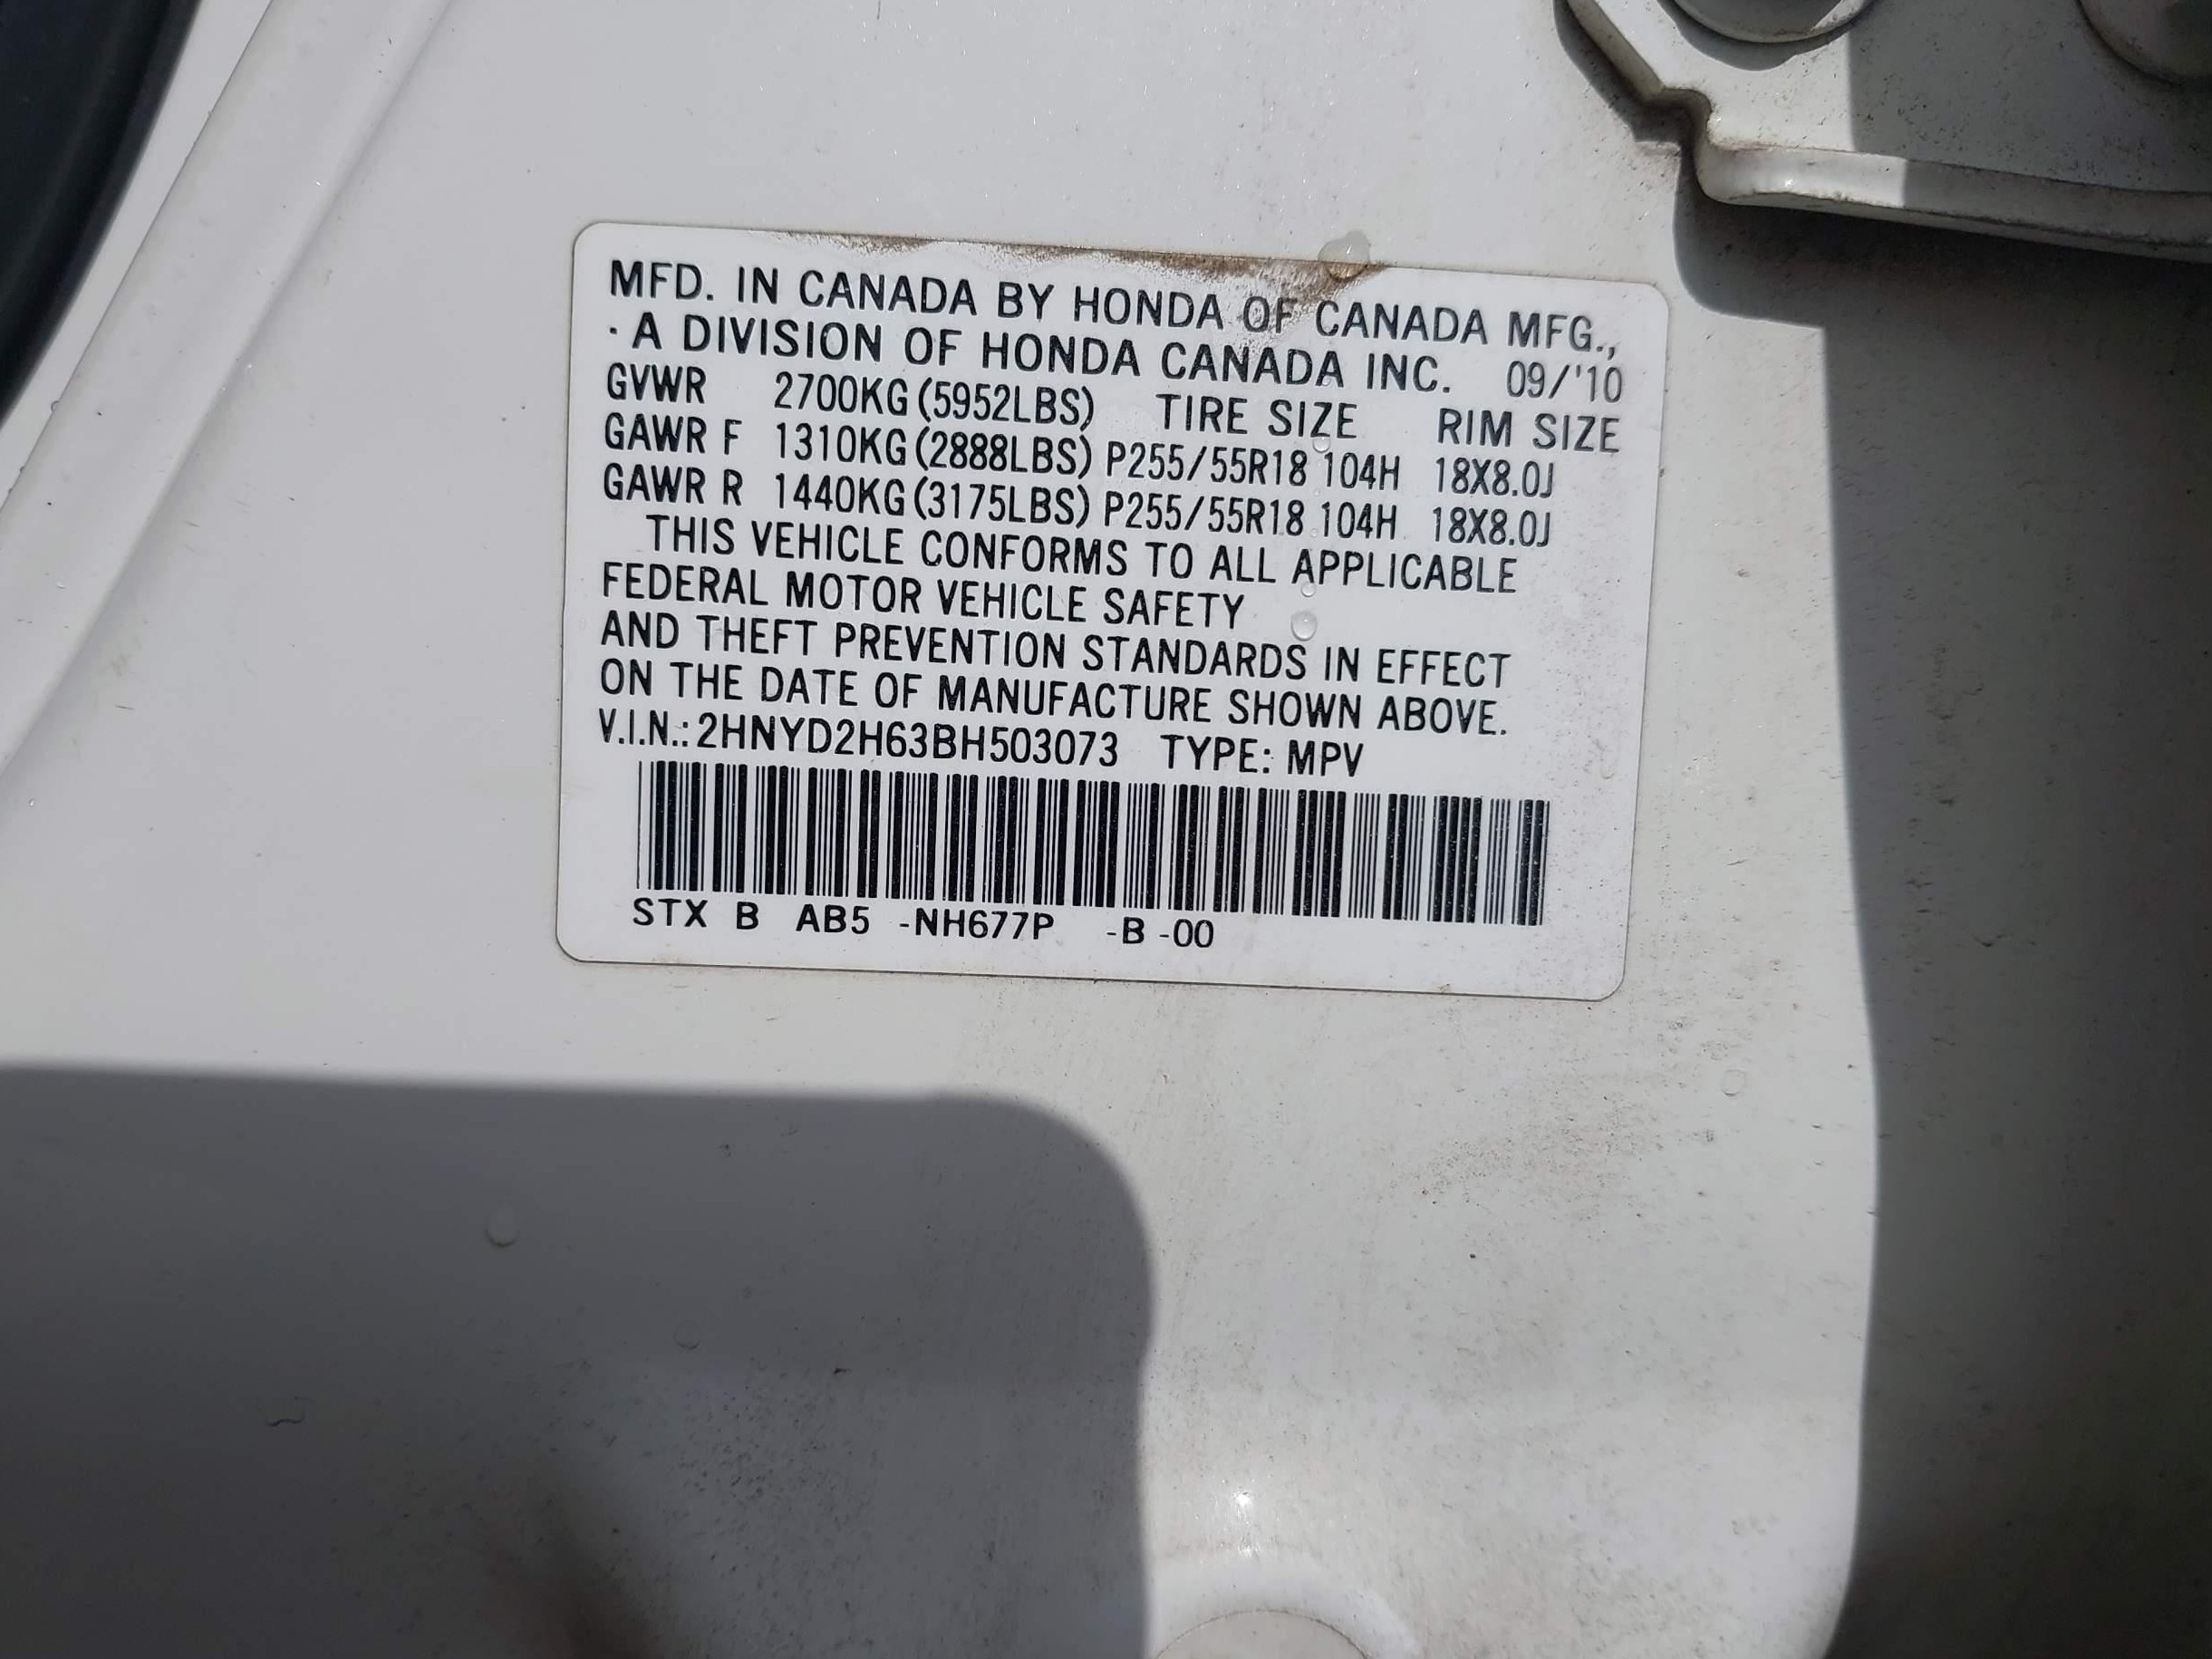 MFD. IN CANADA BY HONDA OF CANADA MFG.,
·A DIVISION OF HONDA CANADA INC. 09/'10
GVWR 2700KG(5952LBS) TIRE SIZE RIM SIZE
GAWR F 1310KG(2888LBS) P255/55R18 104H 18X8.0J
GAWR R 1440KG(3175LBS) P255/55R18 104H 18X8.0J
THIS VEHICLE CONFORMS TO ALL APPLICABLE
FEDERAL MOTOR VEHICLE SAFETY
AND THEFT PREVENTION STANDARDS IN EFFECT
ON THE DATE OF MANUFACTURE SHOWN ABOVE.
V.I.N.: 2HNYD2H63BH503073 TYPE: MPV
STX B AB5 -NH677P -B -00